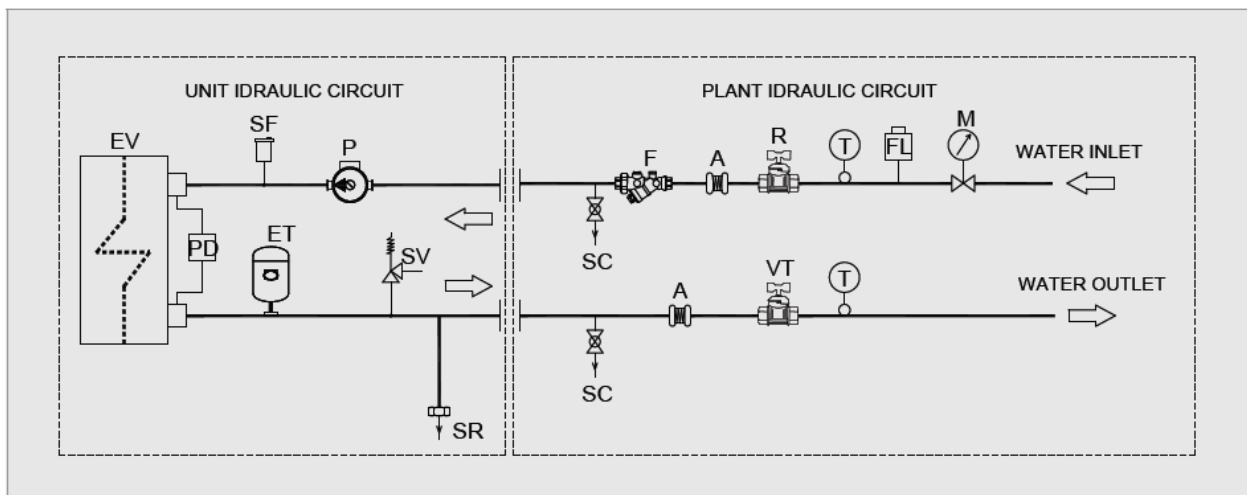 UNIT IDRAULIC CIRCUIT
PLANT IDRAULIC CIRCUIT
EV
SF
P
F
A
R
T
FL
M
WATER INLET
PD
ET
SV
SC
A
VT
T
WATER OUTLET
SC
SR